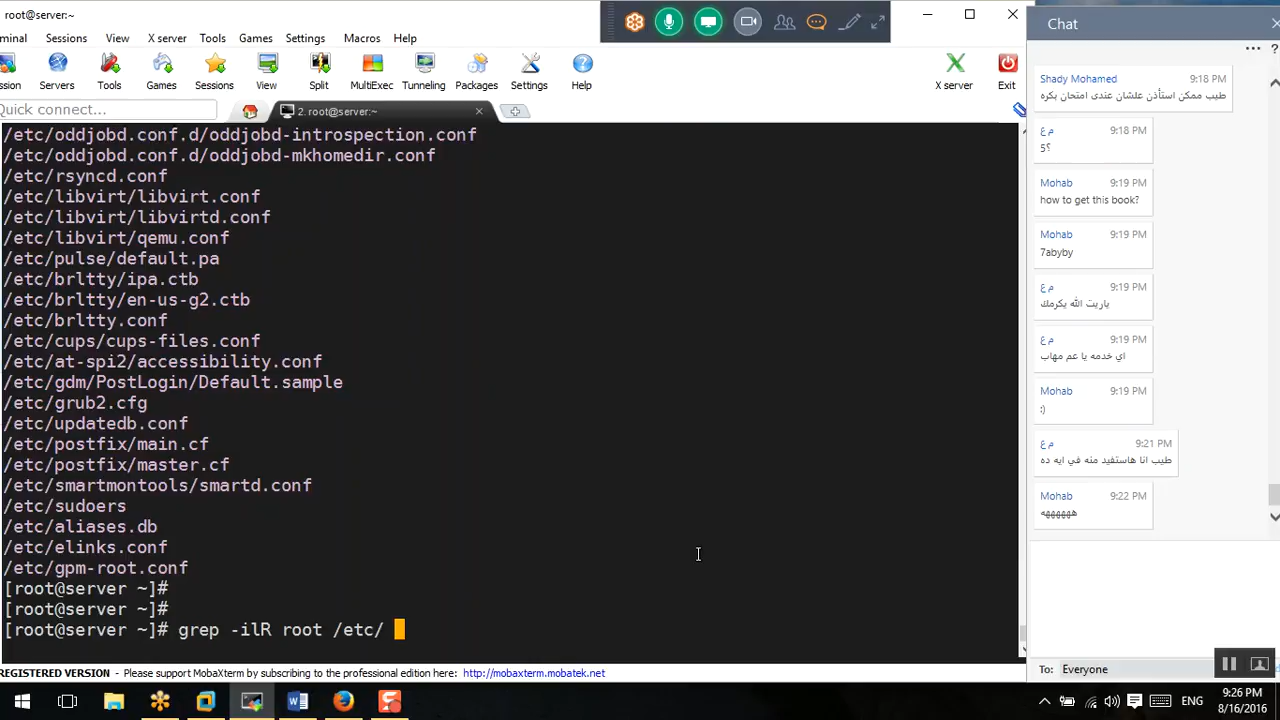 root@server:~
minal Sessions View X server Tools Games Settings Macros Help
ssion Servers Tools Games Sessions View Split MultiExec Tunneling Packages Settings Help X server Exit
Quick connect...
2. root@server:~
/etc/oddjobd.conf.d/oddjobd-introspection.conf
/etc/oddjobd.conf.d/oddjobd-mkhomedir.conf
/etc/rsyncd.conf
/etc/libvirt/libvirt.conf
/etc/libvirt/libvirtd.conf
/etc/libvirt/qemu.conf
/etc/pulse/default.pa
/etc/brltty/ipa.ctb
/etc/brltty/en-us-g2.ctb
/etc/brltty.conf
/etc/cups/cups-files.conf
/etc/at-spi2/accessibility.conf
/etc/gdm/PostLogin/Default.sample
/etc/grub2.cfg
/etc/updatedb.conf
/etc/postfix/main.cf
/etc/postfix/master.cf
/etc/smartmontools/smartd.conf
/etc/sudoers
/etc/aliases.db
/etc/elinks.conf
/etc/gpm-root.conf
[root@server ~]#
[root@server ~]#
[root@server ~]# grep -ilR root /etc/
REGISTERED VERSION - Please support MobaXterm by subscribing to the professional edition here: http://mobaxterm.mobatek.net
Chat
Shady Mohamed 9:18 PM
طيب ممكن استأذن علشان عندى امتحان بكره
م ع 9:18 PM
5؟
Mohab 9:19 PM
how to get this book?
Mohab 9:19 PM
7abyby
م ع 9:19 PM
ياريت الله يكرمك
م ع 9:19 PM
اي خدمه يا عم مهاب
Mohab 9:19 PM
:)
م ع 9:21 PM
طيب انا هاستفيد منه في ايه ده
Mohab 9:22 PM
هههههههه
To: Everyone
ENG
9:26 PM
8/16/2016